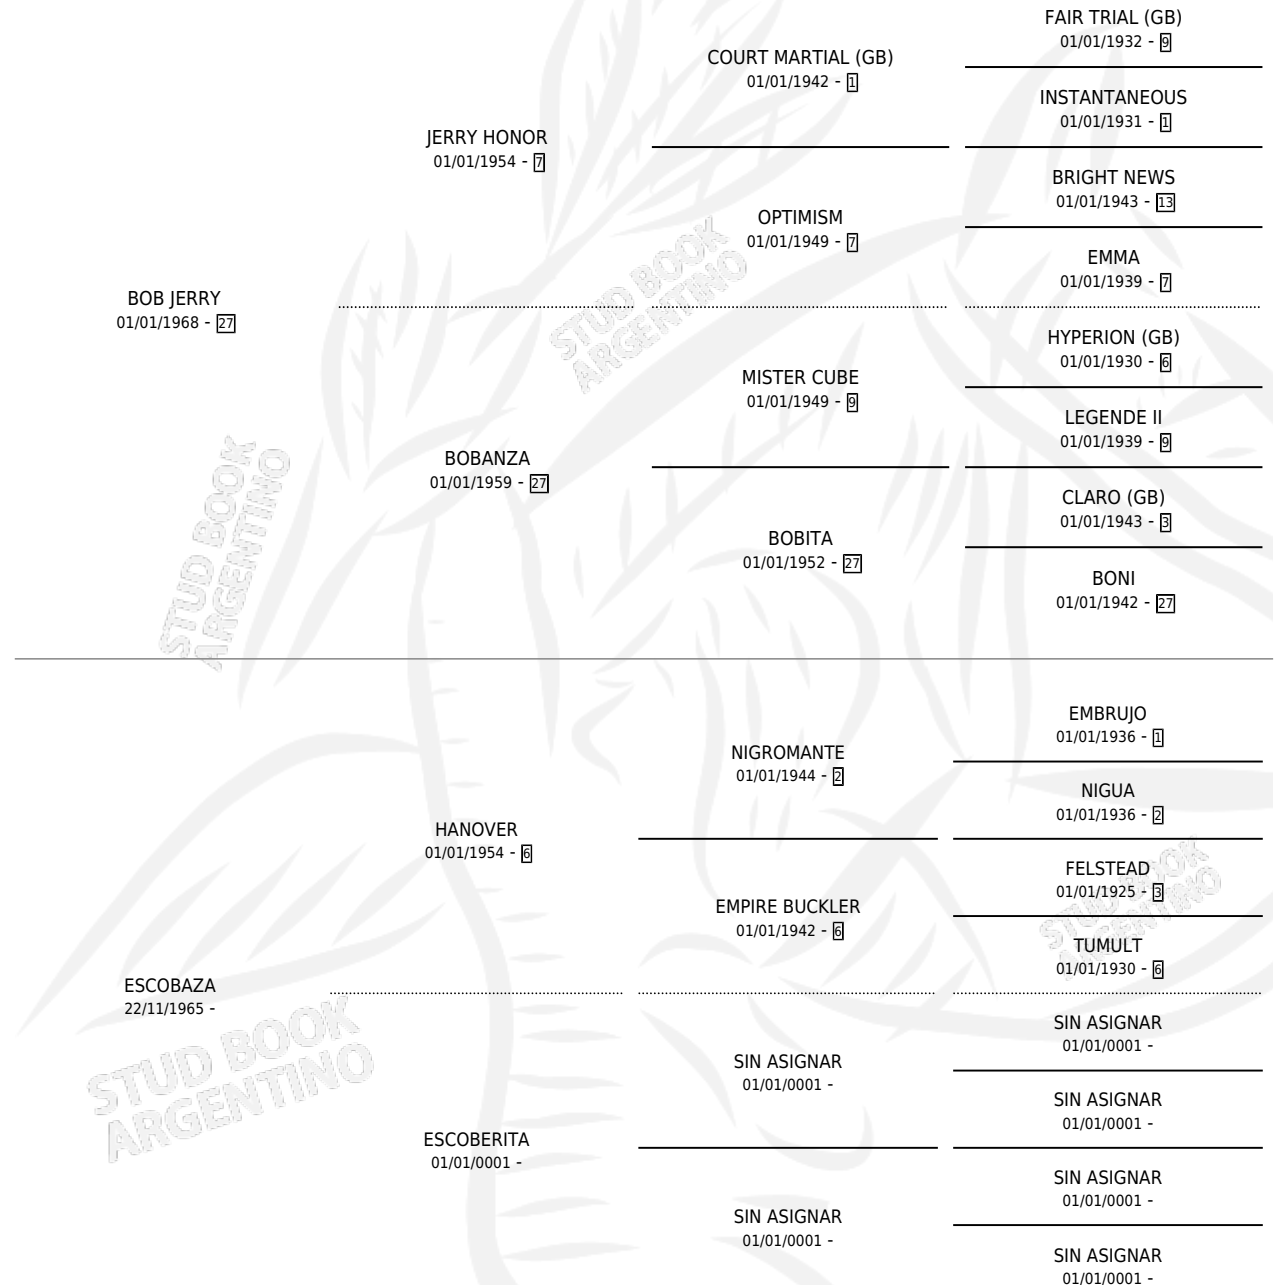 FAIR TRIAL (GB)
01/01/1932 - 9
COURT MARTIAL (GB)
01/01/1942 - 1
INSTANTANEOUS
01/01/1931 - 1
JERRY HONOR
01/01/1954 - 7
BRIGHT NEWS
01/01/1943 - 13
OPTIMISM
01/01/1949 - 7
EMMA
01/01/1939 - 7
BOB JERRY
01/01/1968 - 27
HYPERION (GB)
01/01/1930 - 6
MISTER CUBE
01/01/1949 - 9
LEGENDE II
01/01/1939 - 9
BOBANZA
01/01/1959 - 27
CLARO (GB)
01/01/1943 - 3
BOBITA
01/01/1952 - 27
BONI
01/01/1942 - 27
STUD BOOK
ARGENTINO
STUD BOOK
ARGENTINO
EMBRUJO
01/01/1936 - 1
NIGROMANTE
01/01/1944 - 2
NIGUA
01/01/1936 - 2
HANOVER
01/01/1954 - 6
FELSTEAD
01/01/1925 - 3
EMPIRE BUCKLER
01/01/1942 - 6
TUMULT
01/01/1930 - 6
STUD BOOK
ARGENTINO
ESCOBAZA
22/11/1965 -
SIN ASIGNAR
01/01/0001 -
SIN ASIGNAR
01/01/0001 -
SIN ASIGNAR
01/01/0001 -
ESCOBERITA
01/01/0001 -
SIN ASIGNAR
01/01/0001 -
SIN ASIGNAR
01/01/0001 -
SIN ASIGNAR
01/01/0001 -
STUD BOOK
ARGENTINO